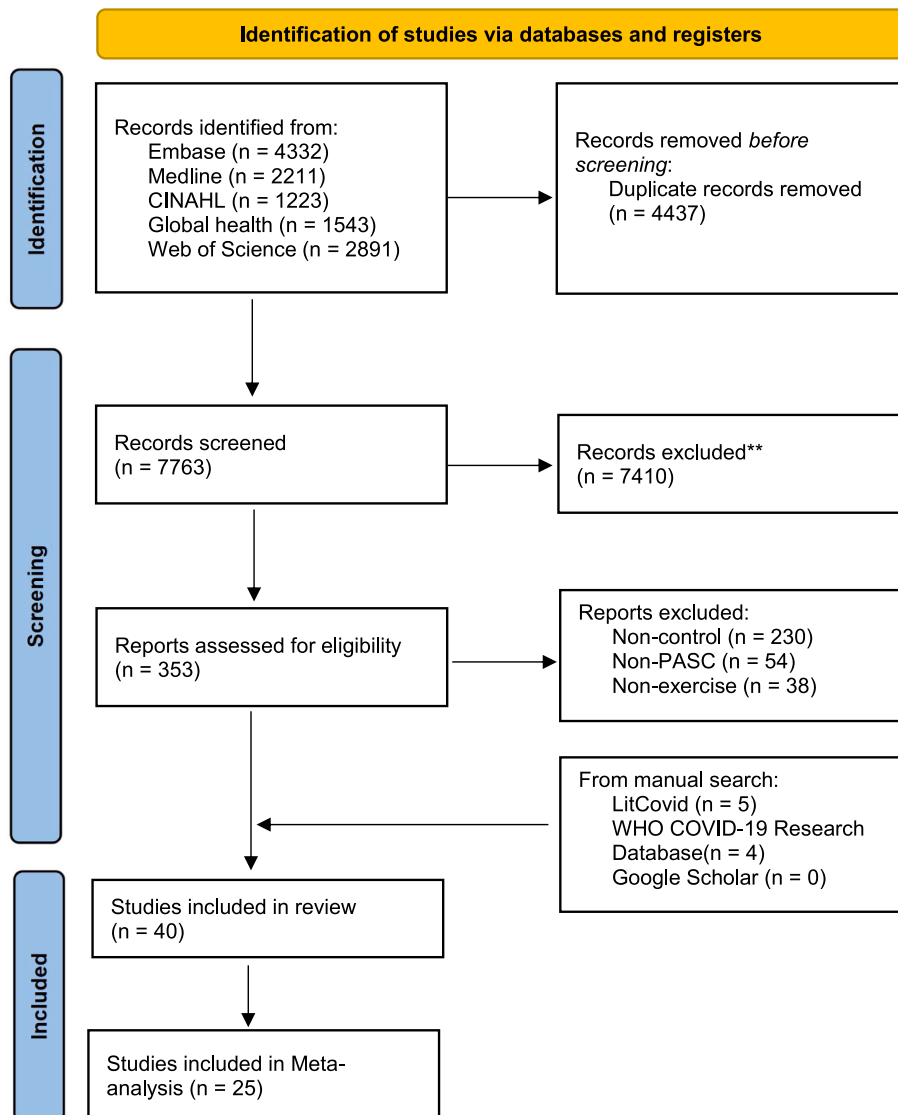 Identification of studies via databases and registers
Identification
Records identified from:
Embase (n = 4332)
Medline (n = 2211)
CINAHL (n = 1223)
Global health (n = 1543)
Web of Science (n = 2891)
Records removed before
screening:
Duplicate records removed
(n = 4437)
Screening
Records screened
(n = 7763)
Records excluded**
(n = 7410)
Reports assessed for eligibility
(n = 353)
Reports excluded:
Non-control (n = 230)
Non-PASC (n = 54)
Non-exercise (n = 38)
From manual search:
LitCovid (n = 5)
WHO COVID-19 Research
Database(n = 4)
Google Scholar (n = 0)
Included
Studies included in review
(n = 40)
Studies included in Meta-
analysis (n = 25)